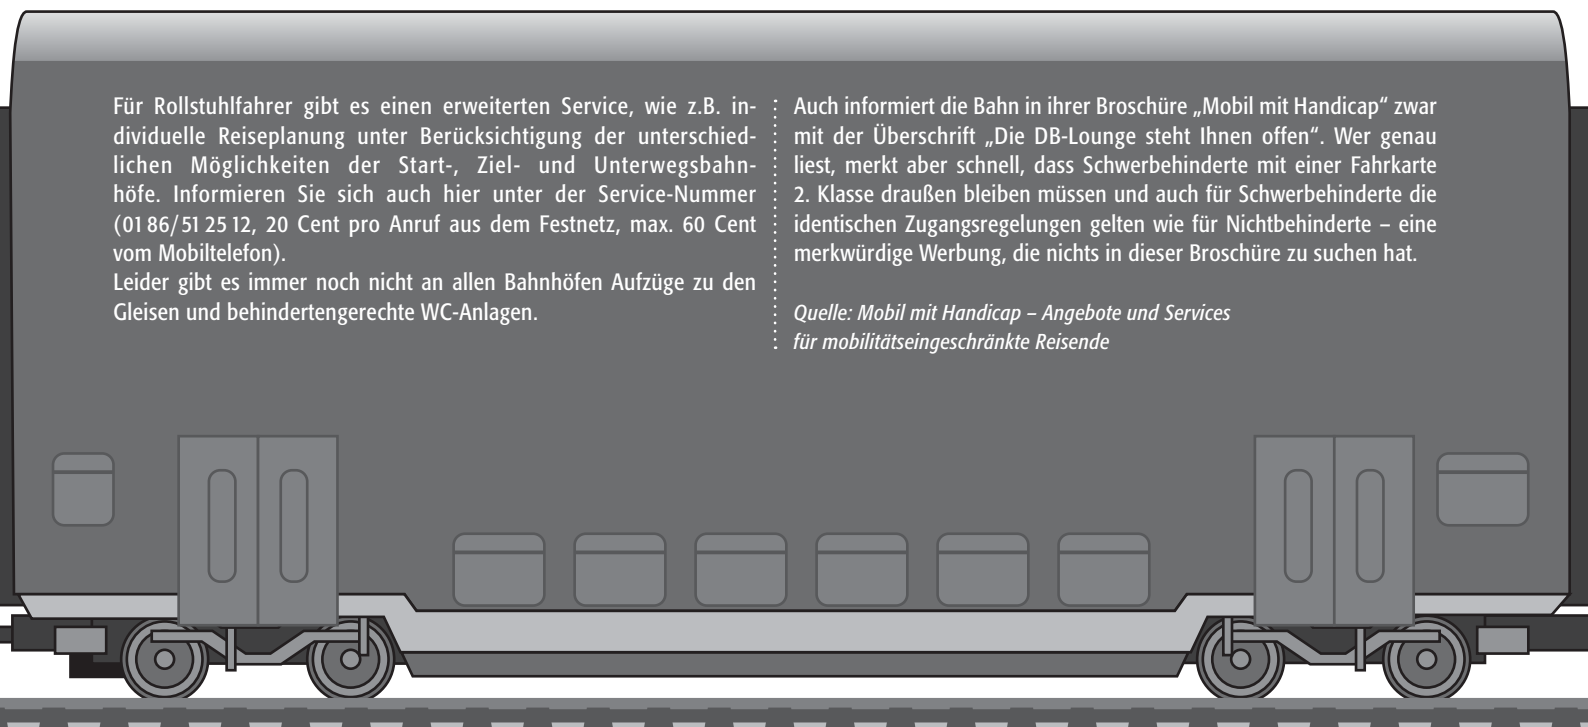 Für Rollstuhlfahrer gibt es einen erweiterten Service, wie z.B. in-
dividuelle Reiseplanung unter Berücksichtigung der unterschied-
lichen Möglichkeiten der Start-, Ziel- und Unterwegsbahn-
höfe. Informieren Sie sich auch hier unter der Service-Nummer
(01 86/51 25 12, 20 Cent pro Anruf aus dem Festnetz, max. 60 Cent
vom Mobiltelefon).
Leider gibt es immer noch nicht an allen Bahnhöfen Aufzüge zu den
Gleisen und behindertengerechte WC-Anlagen.
Auch informiert die Bahn in ihrer Broschüre „Mobil mit Handicap“ zwar
mit der Überschrift „Die DB-Lounge steht Ihnen offen“. Wer genau
liest, merkt aber schnell, dass Schwerbehinderte mit einer Fahrkarte
2. Klasse draußen bleiben müssen und auch für Schwerbehinderte die
identischen Zugangsregelungen gelten wie für Nichtbehinderte – eine
merkwürdige Werbung, die nichts in dieser Broschüre zu suchen hat.
Quelle: Mobil mit Handicap – Angebote und Services
für mobilitätseingeschränkte Reisende